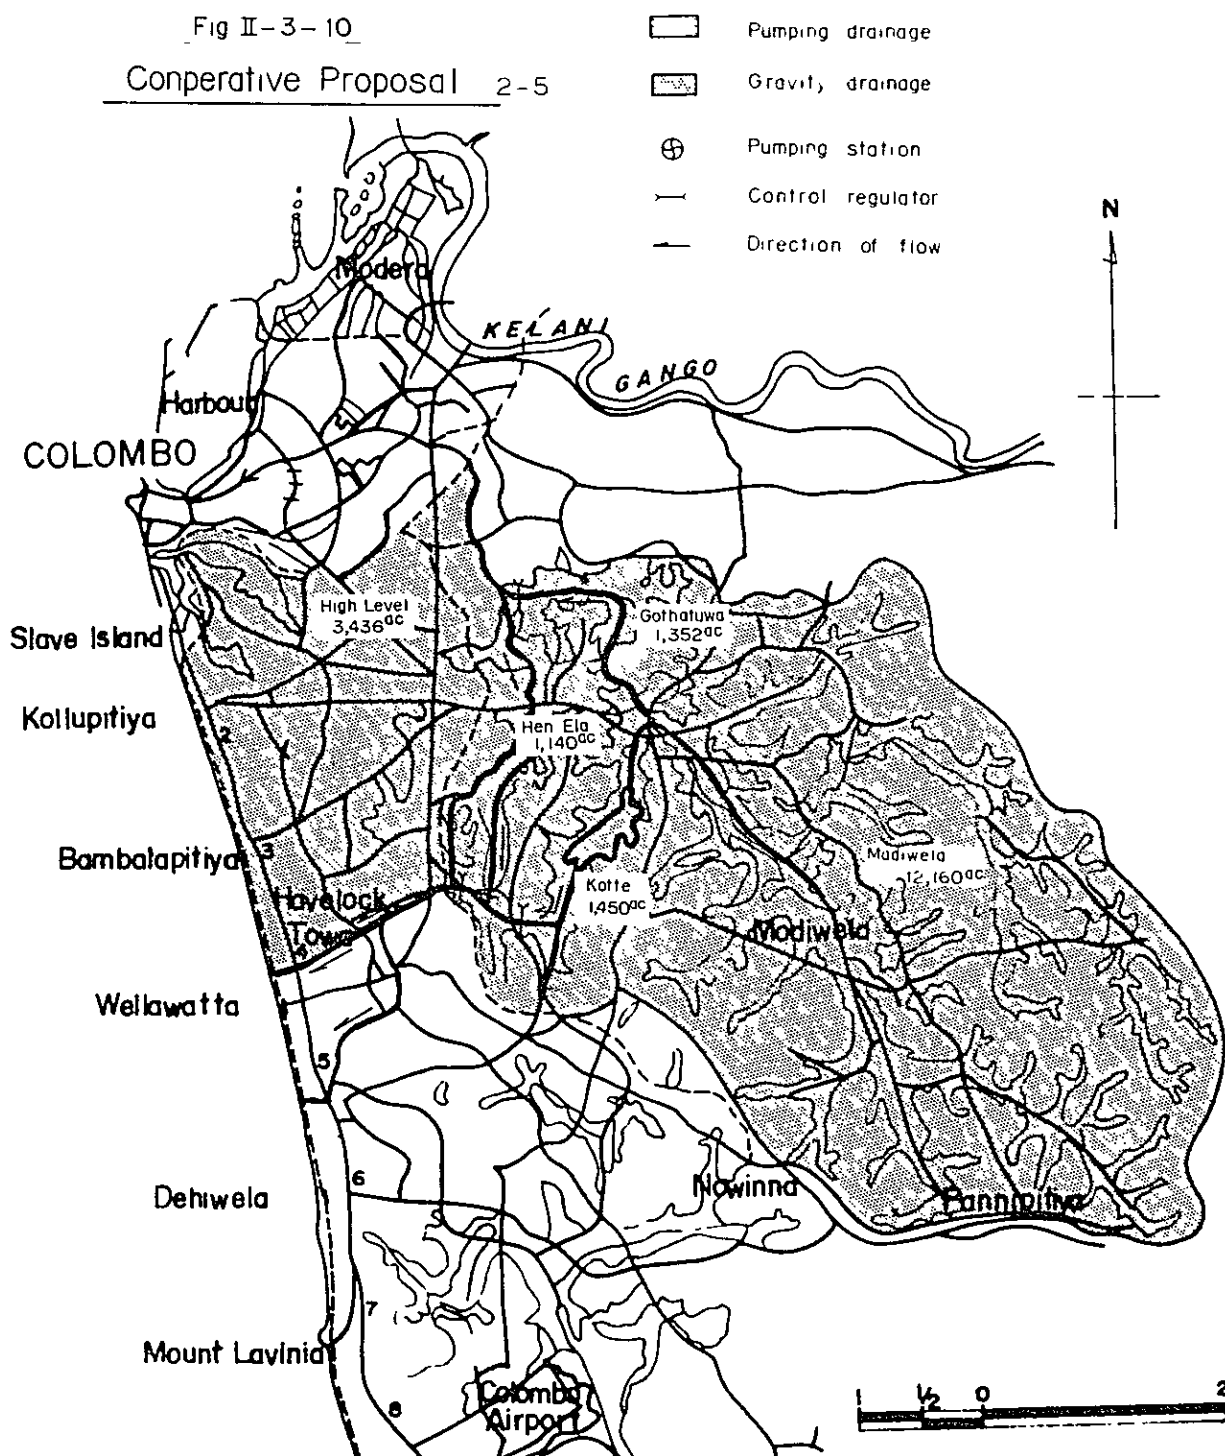 Fig II-3-10
Conperative Proposal 2-5
Pumping drainage
Gravity drainage
Pumping station
Control regulator
Direction of flow
N
Modera
KELANI
GANGO
Harbour
COLOMBO
High Level
3,436ac
Gothatuwa
1,352ac
Slave Island
Kollupitiya
2
Hen Ela
1,140ac
Bambalapitiya
3
Madiwela
12,160ac
Kotte
1,450ac
Havelock
Town
4
Modiwela
Wellawatta
5
Dehiwela
6
Nawinna
Pannipitiya
7
Mount Lavinia
8
Colombo
Airport
1 1/2 0 2